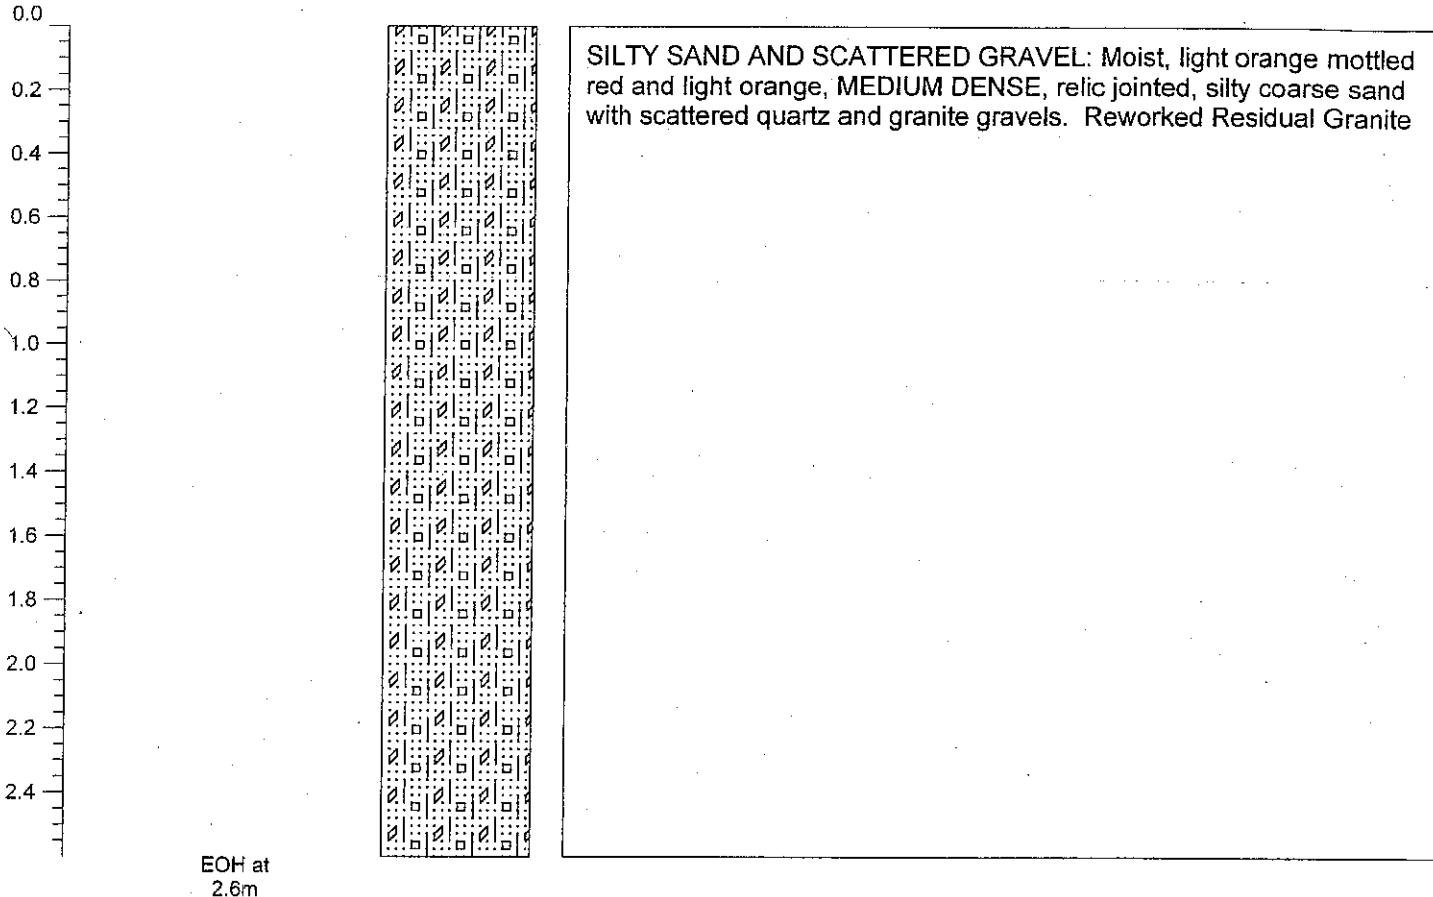 0.0
SILTY SAND AND SCATTERED GRAVEL: Moist, light orange mottled
red and light orange, MEDIUM DENSE, relic jointed, silty coarse sand
with scattered quartz and granite gravels. Reworked Residual Granite
0.2
0.4
0.6
0.8
1.0
1.2
1.4
1.6
1.8
2.0
2.2
2.4
EOH at
2.6m